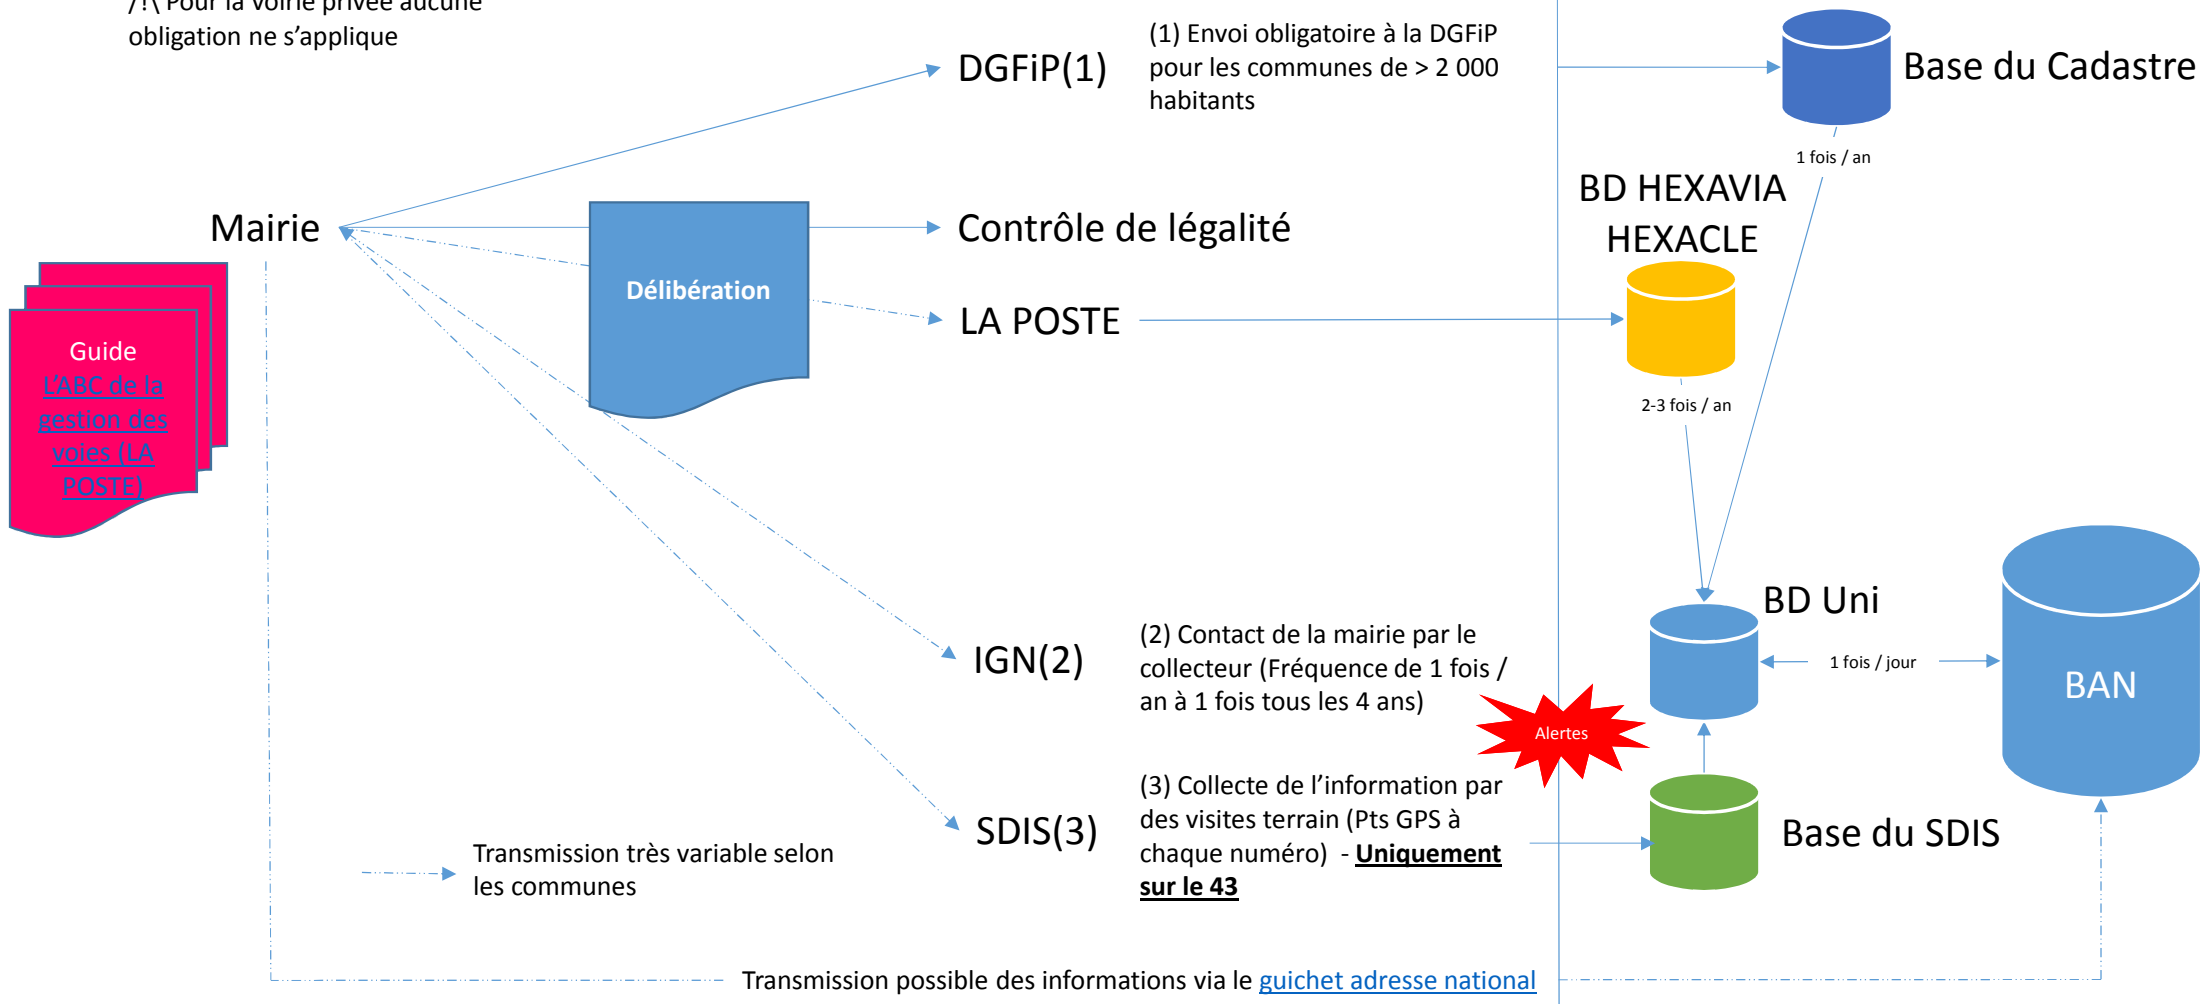 /!\ Pour la voirie privée aucune
obligation ne s’applique
DGFiP(1)
(1) Envoi obligatoire à la DGFiP
pour les communes de > 2 000
habitants
Base du Cadastre
1 fois / an
BD HEXAVIA
HEXACLE
Mairie
Contrôle de légalité
Délibération
LA POSTE
Guide
L’ABC de la
gestion des
voies (LA
POSTE)
2-3 fois / an
BD Uni
IGN(2)
(2) Contact de la mairie par le
collecteur (Fréquence de 1 fois /
an à 1 fois tous les 4 ans)
1 fois / jour
BAN
Alertes
SDIS(3)
(3) Collecte de l’information par
des visites terrain (Pts GPS à
chaque numéro) - Uniquement
sur le 43
Base du SDIS
Transmission très variable selon
les communes
Transmission possible des informations via le guichet adresse national